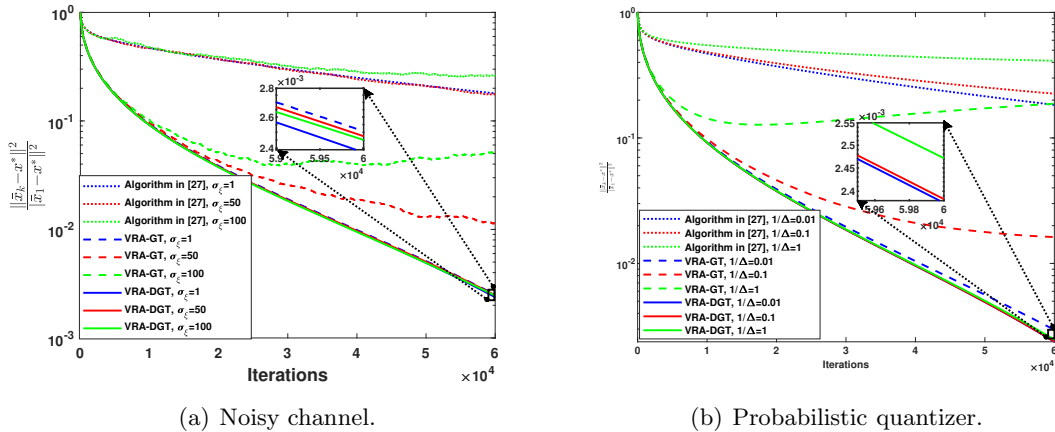 10^0
10^-1
10^-2
10^-3
‖x̄_k−x*‖^2
‖x̄_1−x*‖^2
×10^-3
2.8
2.6
2.4
5.9
5.95
6
×10^4
Algorithm in [27], σ_ξ=1
Algorithm in [27], σ_ξ=50
Algorithm in [27], σ_ξ=100
VRA-GT, σ_ξ=1
VRA-GT, σ_ξ=50
VRA-GT, σ_ξ=100
VRA-DGT, σ_ξ=1
VRA-DGT, σ_ξ=50
VRA-DGT, σ_ξ=100
0 1 2 3 4 5 6
Iterations ×10^4
(a) Noisy channel.
10^0
10^-1
10^-2
‖x̄_k−x*‖^2
‖x̄_1−x*‖^2
×10^-3
2.55
2.5
2.45
2.4
5.96 5.98 6
×10^4
Algorithm in [27], 1/Δ=0.01
Algorithm in [27], 1/Δ=0.1
Algorithm in [27], 1/Δ=1
VRA-GT, 1/Δ=0.01
VRA-GT, 1/Δ=0.1
VRA-GT, 1/Δ=1
VRA-DGT, 1/Δ=0.01
VRA-DGT, 1/Δ=0.1
VRA-DGT, 1/Δ=1
0 1 2 3 4 5 6
Iterations ×10^4
(b) Probabilistic quantizer.